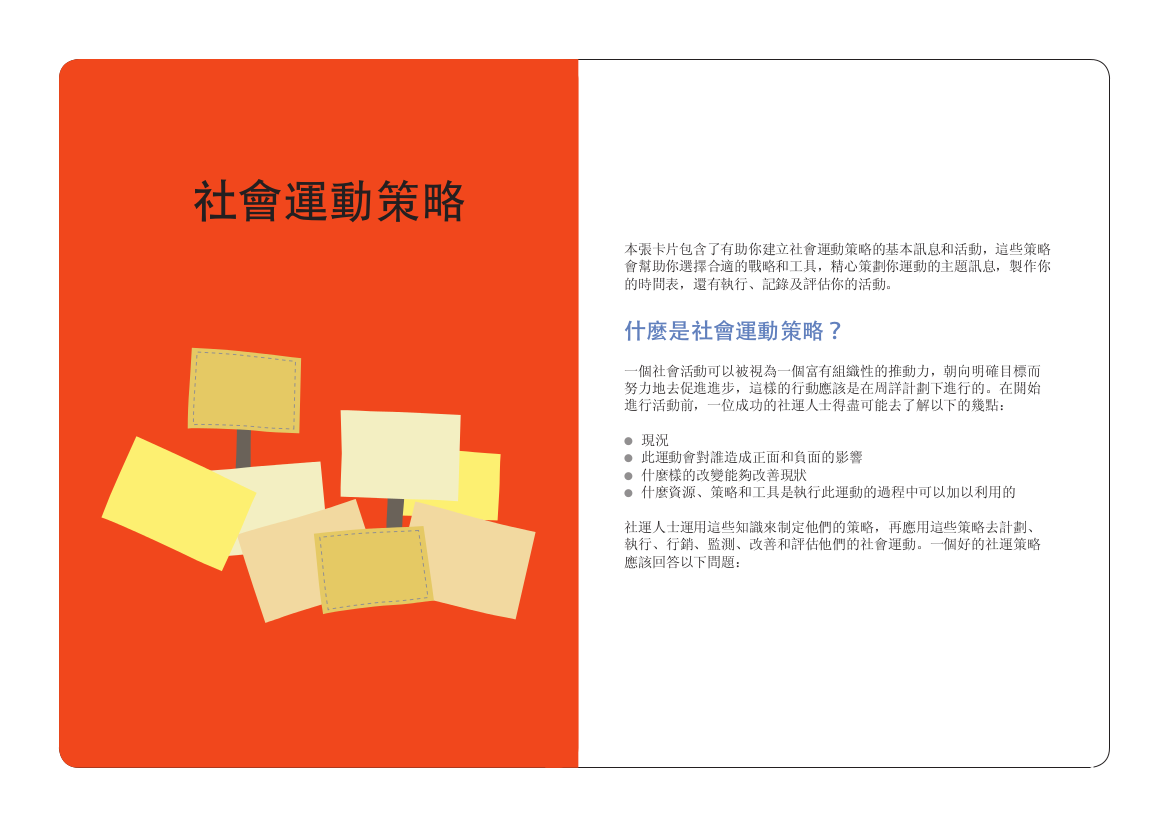 社會運動策略
本張卡片包含了有助你建立社會運動策略的基本訊息和活動，這些策略
會幫助你選擇合適的戰略和工具，精心策劃你運動的主題訊息，製作你
的時間表，還有執行、記錄及評估你的活動。
什麼是社會運動策略？
一個社會活動可以被視為一個富有組織性的推動力，朝向明確目標而
努力地去促進進步，這樣的行動應該是在周詳計劃下進行的。在開始
進行活動前，一位成功的社運人士得盡可能去了解以下的幾點：
● 現況
● 此運動會對誰造成正面和負面的影響
● 什麼樣的改變能夠改善現狀
● 什麼資源、策略和工具是執行此運動的過程中可以加以利用的
社運人士運用這些知識來制定他們的策略，再應用這些策略去計劃、
執行、行銷、監測、改善和評估他們的社會運動。一個好的社運策略
應該回答以下問題：